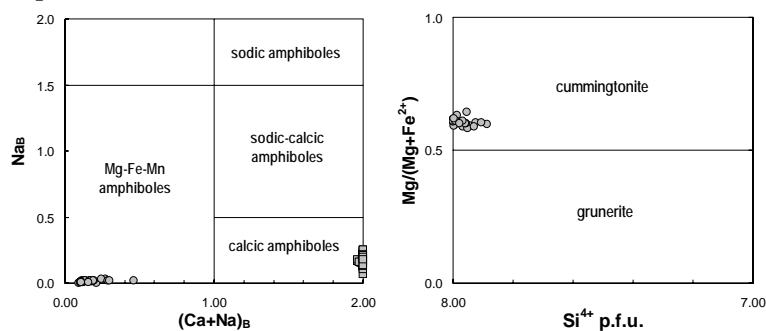 2.0
1.5
1.0
0.5
0.0
Na_B
sodic amphiboles
sodic-calcic
amphiboles
Mg-Fe-Mn
amphiboles
calcic amphiboles
0.00
1.00
2.00
(Ca+Na)_B
1.0
0.5
0.0
Mg/(Mg+Fe²⁺)
cummingtonite
grunerite
8.00
7.00
Si⁴⁺ p.f.u.